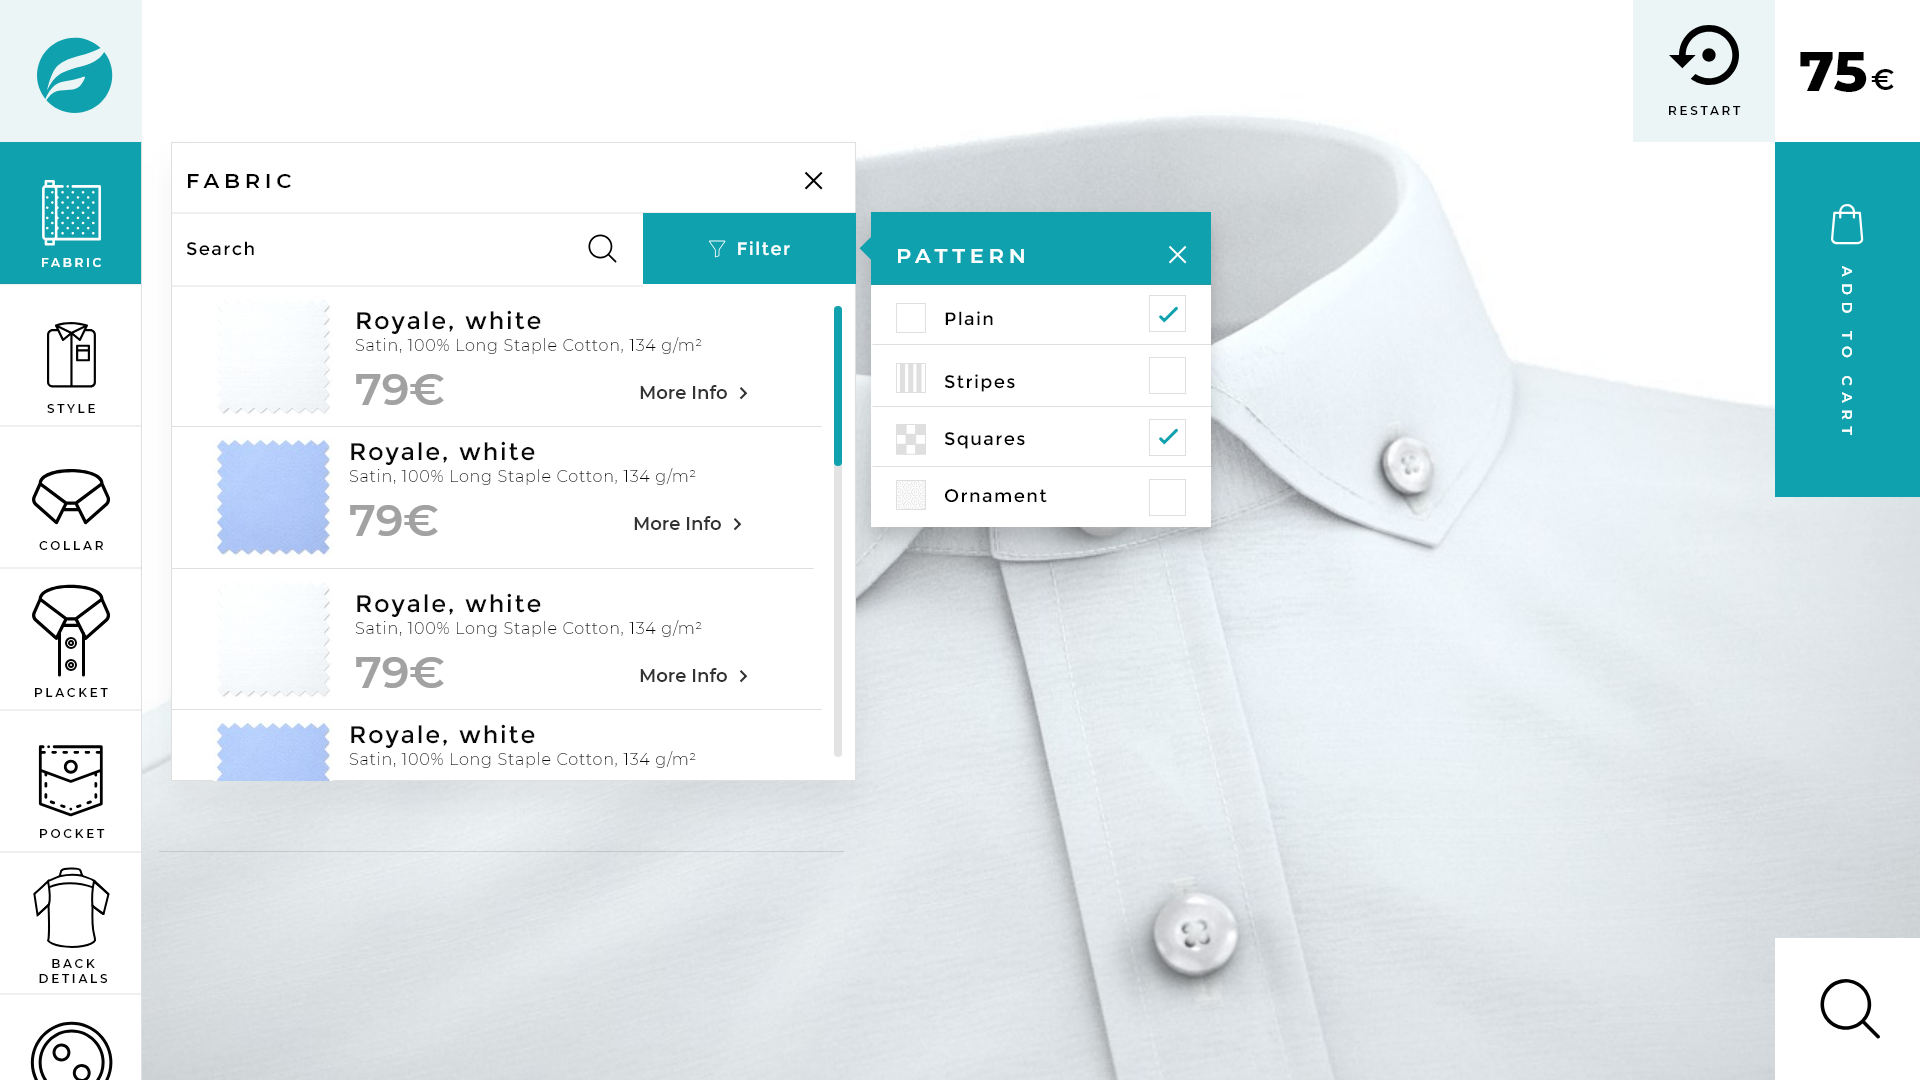 RESTART
75€
FABRIC
STYLE
COLLAR
PLACKET
POCKET
BACK
DETIALS
FABRIC
Search
Filter
Royale, white
Satin, 100% Long Staple Cotton, 134 g/m²
79€
More Info
Royale, white
Satin, 100% Long Staple Cotton, 134 g/m²
79€
More Info
Royale, white
Satin, 100% Long Staple Cotton, 134 g/m²
79€
More Info
Royale, white
Satin, 100% Long Staple Cotton, 134 g/m²
PATTERN
Plain
Stripes
Squares
Ornament
ADD TO CART